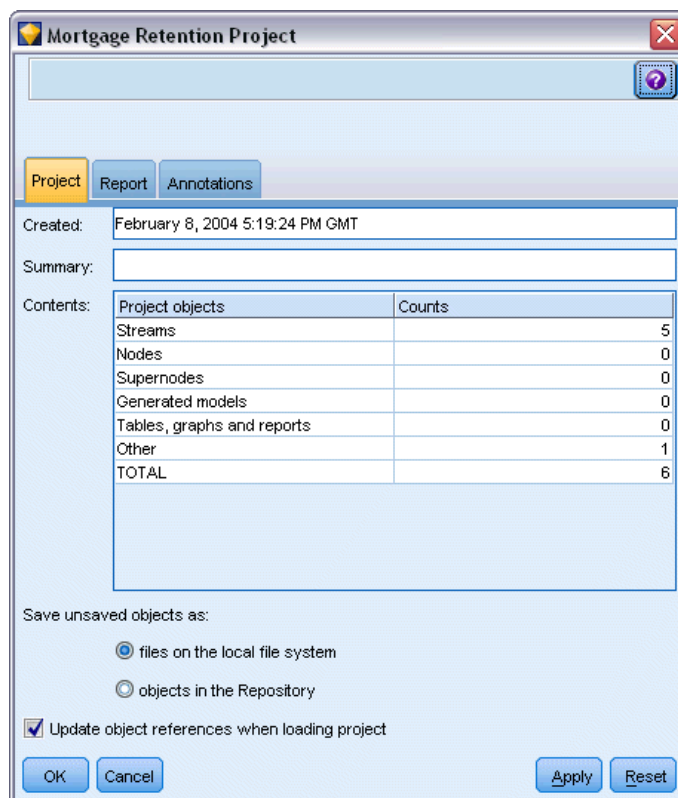 Mortgage Retention Project
?
Project Report Annotations
Created: February 8, 2004 5:19:24 PM GMT
Summary:
Contents: Project objects Counts
Streams 5
Nodes 0
Supernodes 0
Generated models 0
Tables, graphs and reports 0
Other 1
TOTAL 6
Save unsaved objects as:
files on the local file system
objects in the Repository
Update object references when loading project
OK Cancel Apply Reset